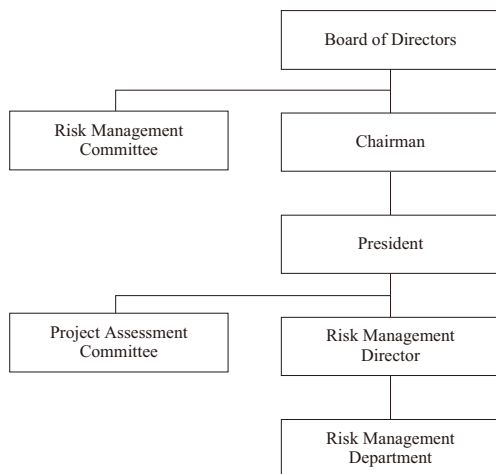 Board of Directors
Risk Management
Committee
Chairman
President
Project Assessment
Committee
Risk Management
Director
Risk Management
Department